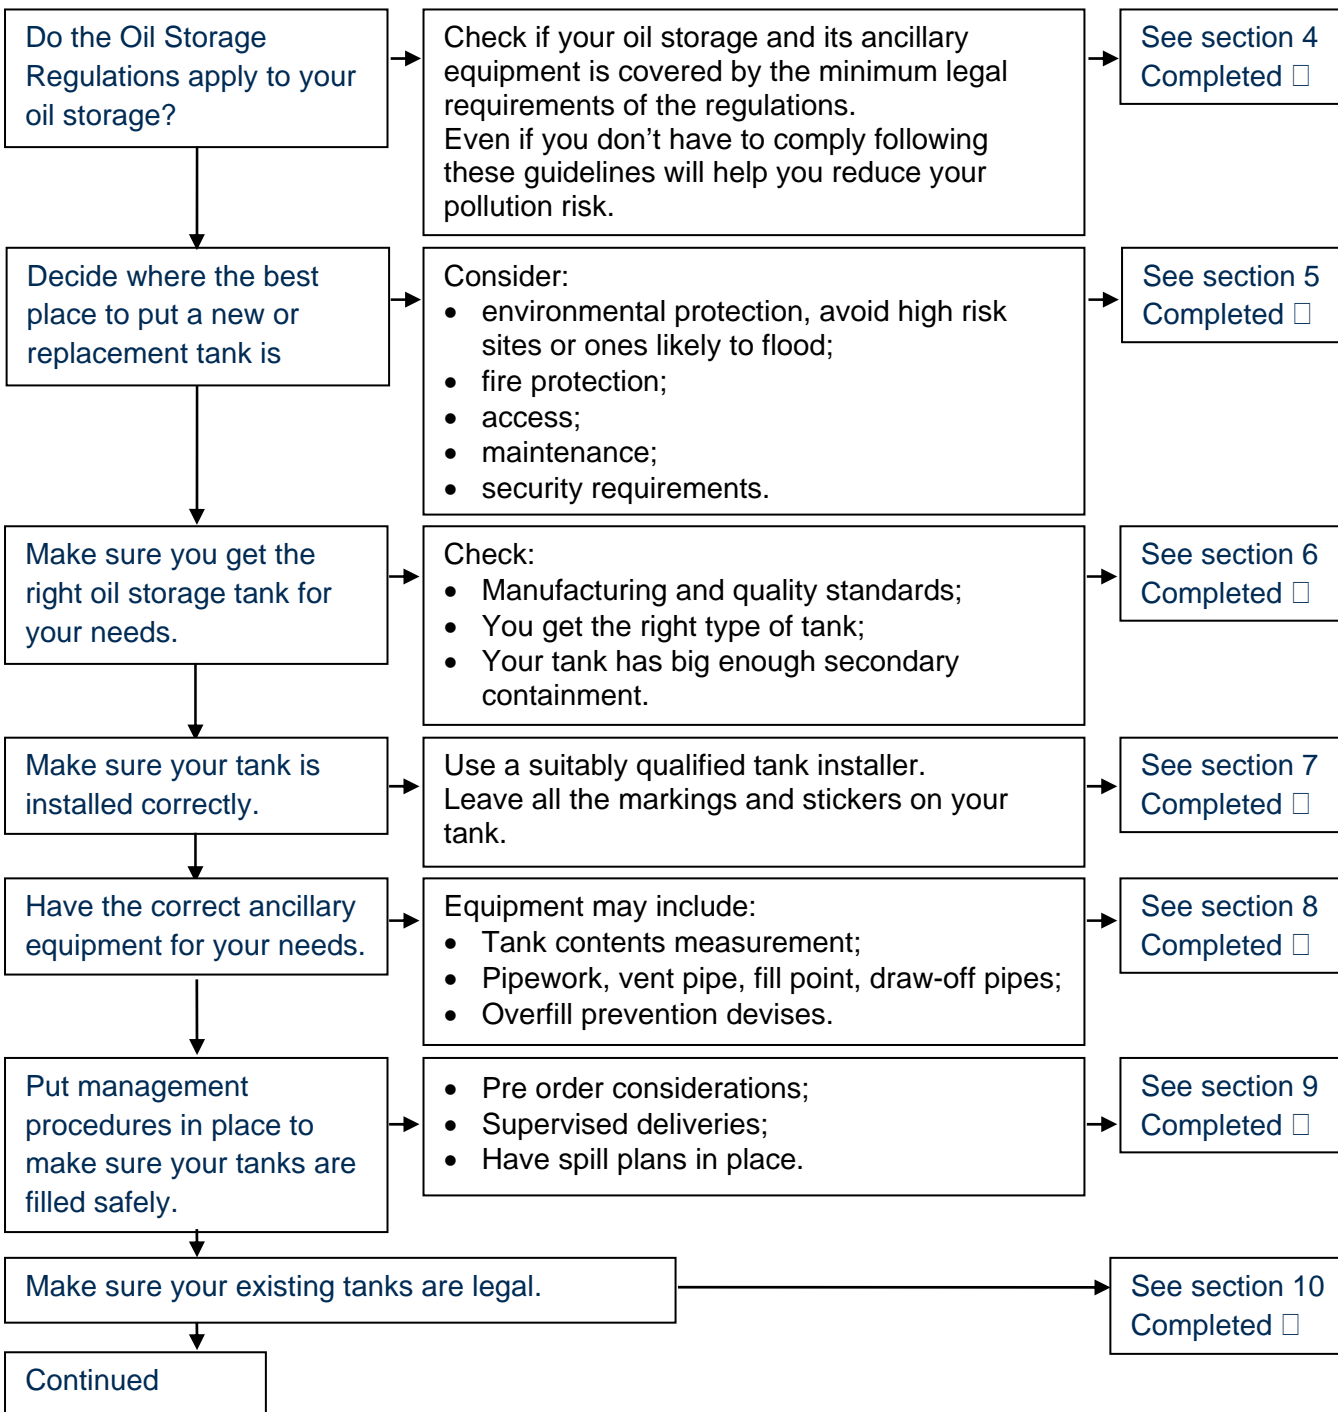 Do the Oil Storage
Regulations apply to your
oil storage?
Check if your oil storage and its ancillary
equipment is covered by the minimum legal
requirements of the regulations.
Even if you don’t have to comply following
these guidelines will help you reduce your
pollution risk.
See section 4
Completed □
Decide where the best
place to put a new or
replacement tank is
Consider:
• environmental protection, avoid high risk
sites or ones likely to flood;
• fire protection;
• access;
• maintenance;
• security requirements.
See section 5
Completed □
Make sure you get the
right oil storage tank for
your needs.
Check:
• Manufacturing and quality standards;
• You get the right type of tank;
• Your tank has big enough secondary
containment.
See section 6
Completed □
Make sure your tank is
installed correctly.
Use a suitably qualified tank installer.
Leave all the markings and stickers on your
tank.
See section 7
Completed □
Have the correct ancillary
equipment for your needs.
Equipment may include:
• Tank contents measurement;
• Pipework, vent pipe, fill point, draw-off pipes;
• Overfill prevention devises.
See section 8
Completed □
Put management
procedures in place to
make sure your tanks are
filled safely.
• Pre order considerations;
• Supervised deliveries;
• Have spill plans in place.
See section 9
Completed □
Make sure your existing tanks are legal.
See section 10
Completed □
Continued